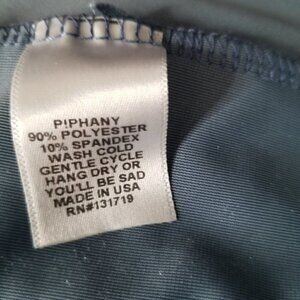 P!PHANY
90% POLYESTER
10% SPANDEX
WASH COLD
GENTLE CYCLE
HANG DRY OR
YOU'LL BE SAD
MADE IN USA
RN#131719